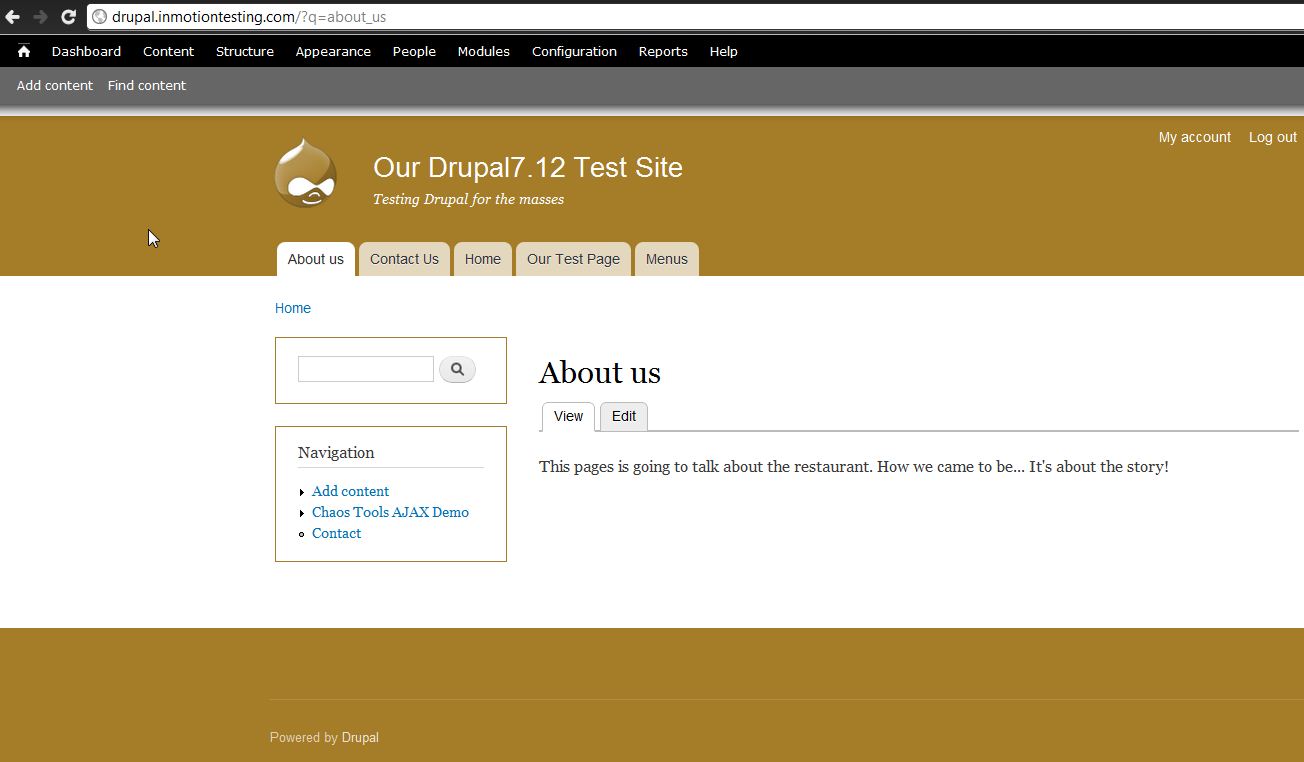 drupal.inmotiontesting.com/?q=about_us
Dashboard Content Structure Appearance People Modules Configuration Reports Help
Add content Find content
My account Log out
Our Drupal7.12 Test Site
Testing Drupal for the masses
About us Contact Us Home Our Test Page Menus
Home
About us
View Edit
This pages is going to talk about the restaurant. How we came to be... It's about the story!
Navigation
Add content
Chaos Tools AJAX Demo
Contact
Powered by Drupal